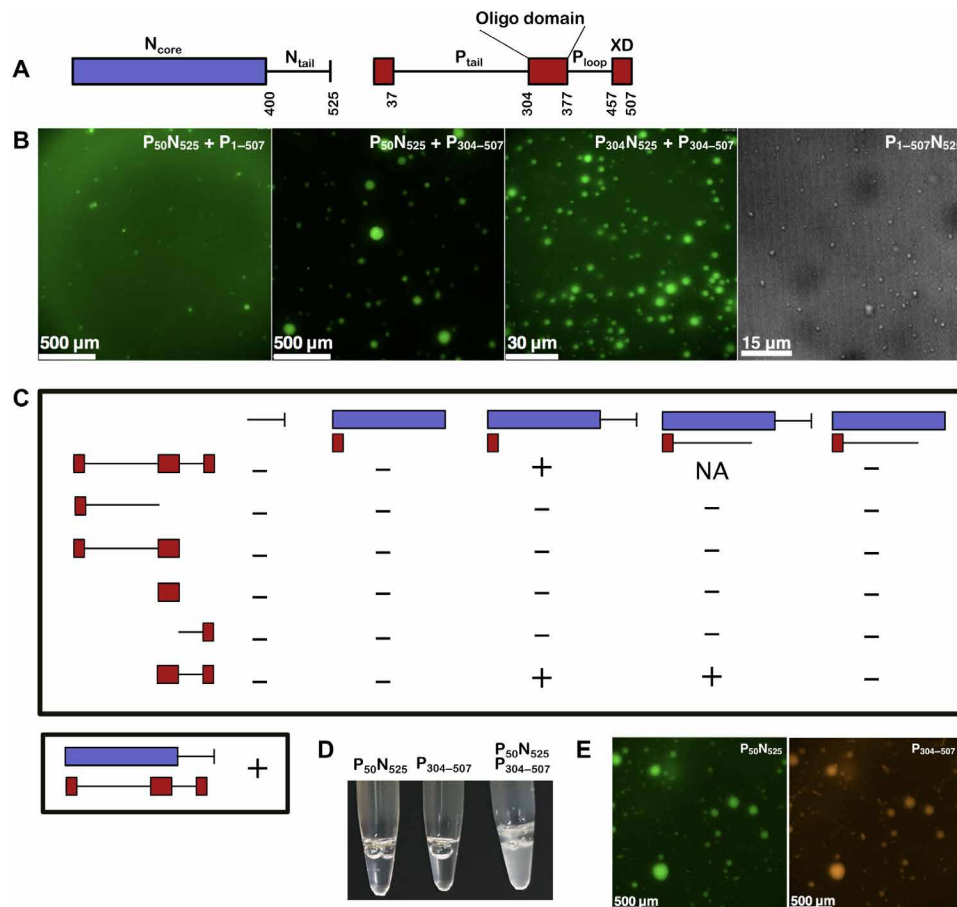 Oligo domain
N_core
N_tail
P_tail
P_loop
XD
A
37
304
377
457
507
400
525
B
P₅₀N₅₂₅ + P₁₋₅₀₇
P₅₀N₅₂₅ + P₃₀₄₋₅₀₇
P₃₀₄N₅₂₅ + P₃₀₄₋₅₀₇
P₁₋₅₀₇N₅₂₅
500 µm
500 µm
30 µm
15 µm
C
– – + NA –
– – – – –
– – – – –
– – – – –
– – – – –
– – + + –
+
D
P₅₀N₅₂₅
P₃₀₄₋₅₀₇
P₅₀N₅₂₅
P₃₀₄₋₅₀₇
E
P₅₀N₅₂₅
P₃₀₄₋₅₀₇
500 µm
500 µm